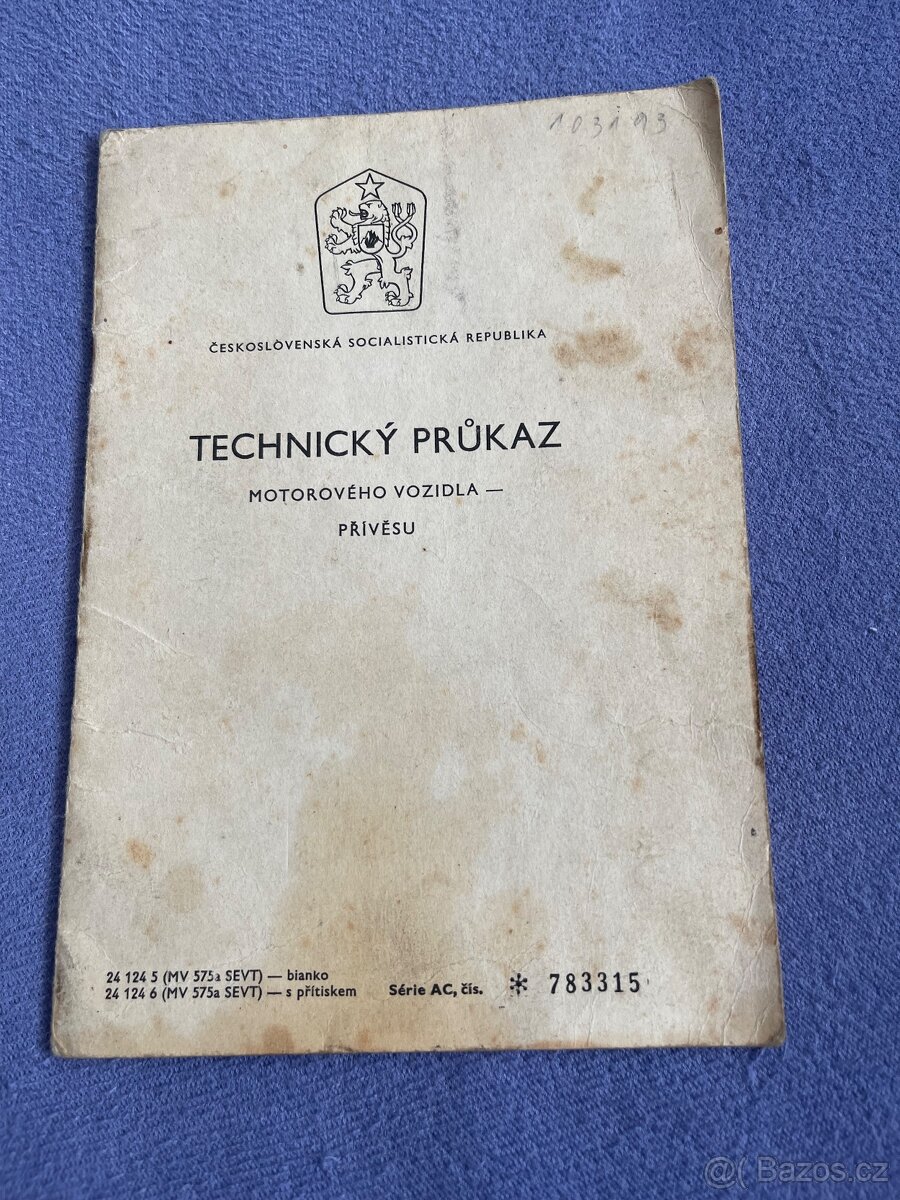 103193
ČESKOSLOVENSKÁ SOCIALISTICKÁ REPUBLIKA
TECHNICKÝ PRŮKAZ
MOTOROVÉHO VOZIDLA —
PŘÍVĚSU
24 124 5 (MV 575a SEVT) — bianko
24 124 6 (MV 575a SEVT) — s přítiskem Série AC, čís. * 783315
@( Bazos.cz